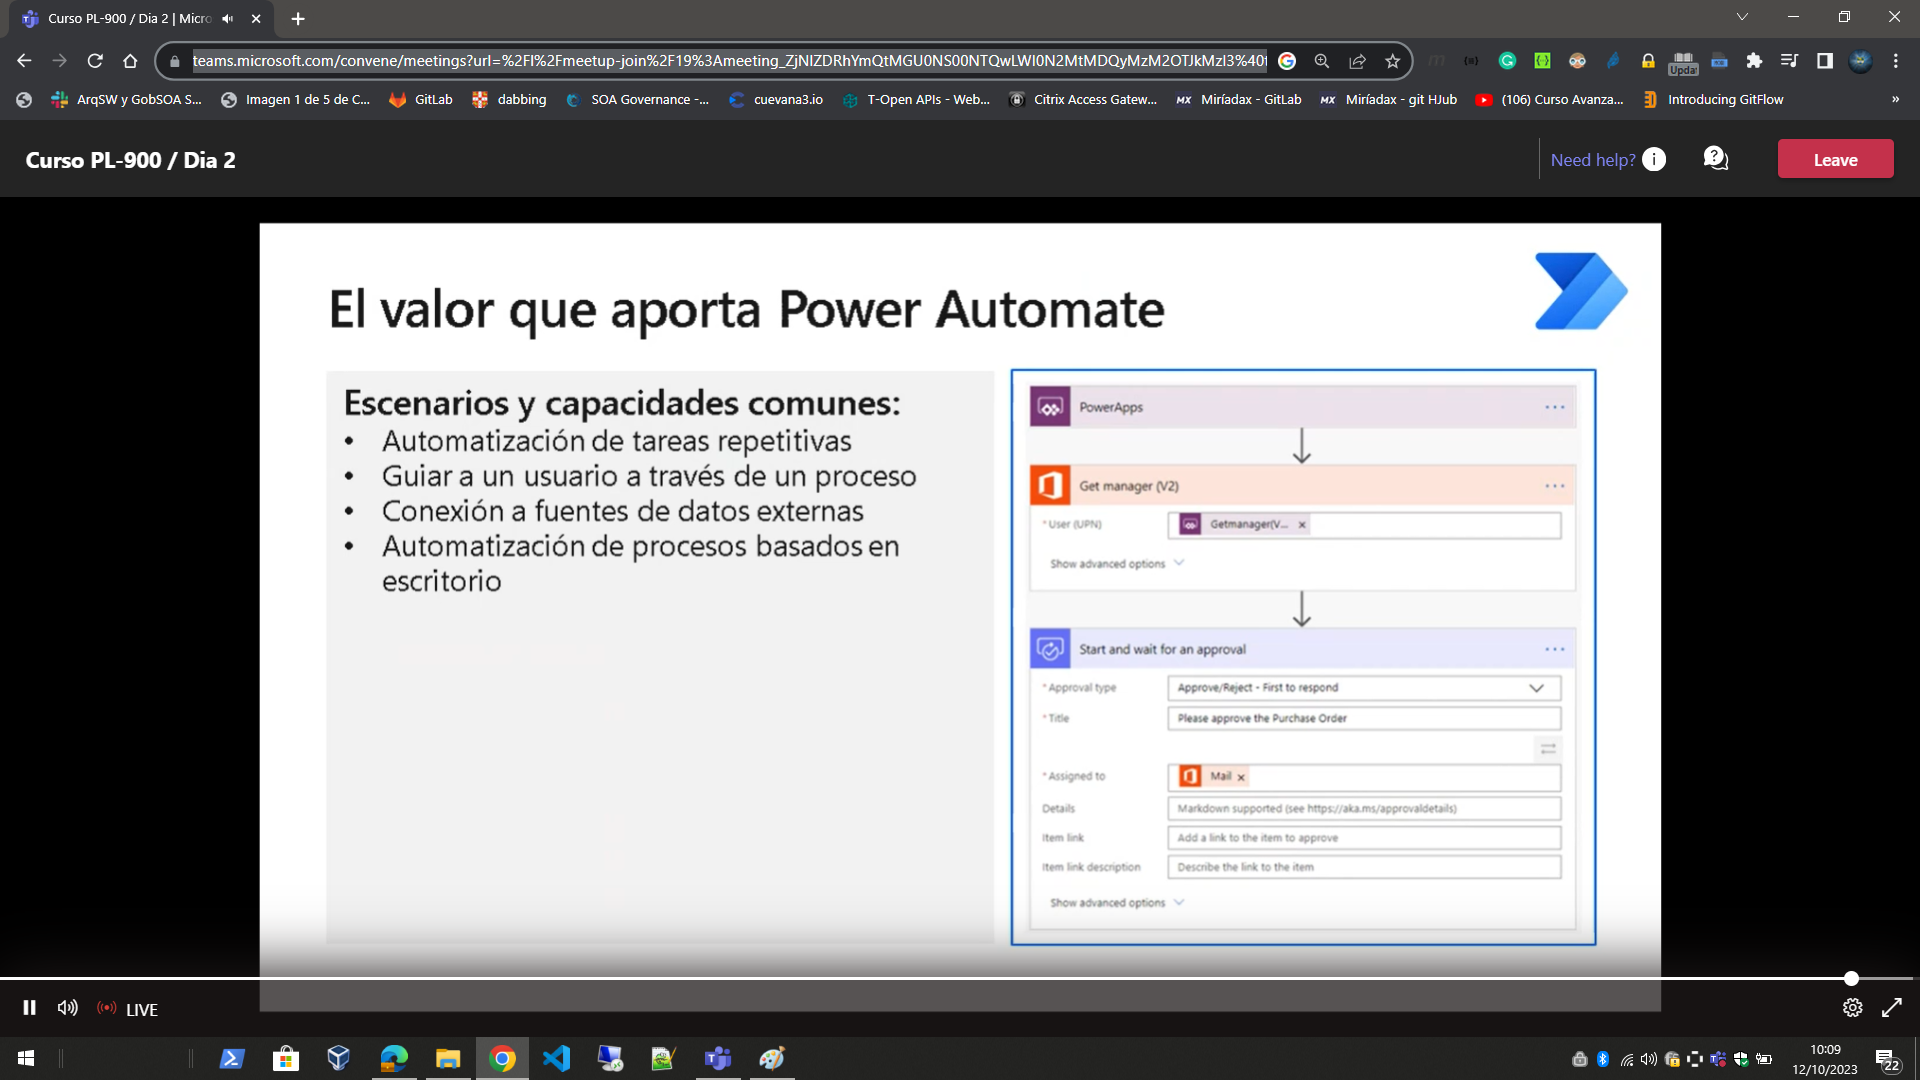 Curso PL-900 / Dia 2 | Micro
teams.microsoft.com/convene/meetings?url=%2Fl%2Fmeetup-join%2F19%3Ameeting_ZjNlZDRhYmQtMGU0NS00NTQwLWI0N2MtMDQyMzM2OTJkMzI3%40t
Upda
ArqSW y GobSOA S...
Imagen 1 de 5 de C...
GitLab
dabbing
SOA Governance -...
cuevana3.io
T-Open APIs - Web...
Citrix Access Gatew...
MX Miríadax - GitLab
MX Miríadax - git HJub
(106) Curso Avanza...
Introducing GitFlow
»
Curso PL-900 / Dia 2
Need help?
Leave
El valor que aporta Power Automate
Escenarios y capacidades comunes:
• Automatización de tareas repetitivas
• Guiar a un usuario a través de un proceso
• Conexión a fuentes de datos externas
• Automatización de procesos basados en
escritorio
PowerApps
Get manager (V2)
* User (UPN)
Getmanager(V... ×
Show advanced options
Start and wait for an approval
* Approval type
Approve/Reject - First to respond
* Title
Please approve the Purchase Order
* Assigned to
Mail ×
Details
Markdown supported (see https://aka.ms/approvaldetails)
Item link
Add a link to the item to approve
Item link description
Describe the link to the item
Show advanced options
LIVE
10:09
12/10/2023
22